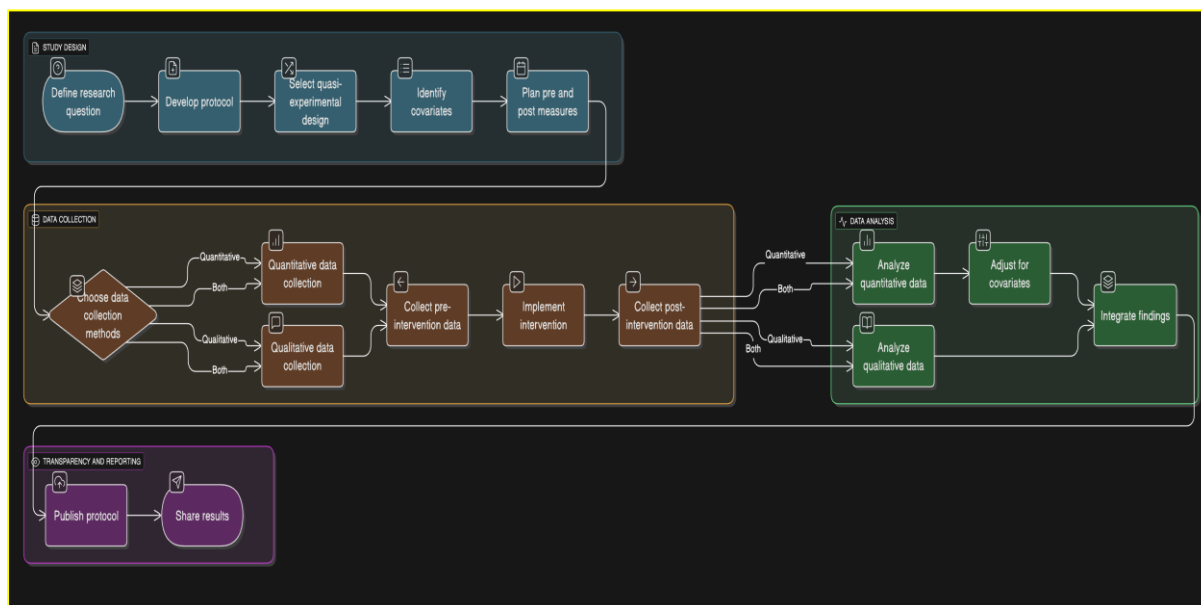 STUDY DESIGN
Define research
question
Develop protocol
Select quasi-
experimental
design
Identify
covariates
Plan pre and
post measures
DATA COLLECTION
Choose data
collection
methods
Quantitative
Both
Qualitative
Both
Quantitative data
collection
Qualitative data
collection
Collect pre-
intervention data
Implement
intervention
Collect post-
intervention data
Quantitative
Both
Qualitative
Both
DATA ANALYSIS
Analyze
quantitative data
Adjust for
covariates
Analyze
qualitative data
Integrate findings
TRANSPARENCY AND REPORTING
Publish protocol
Share results